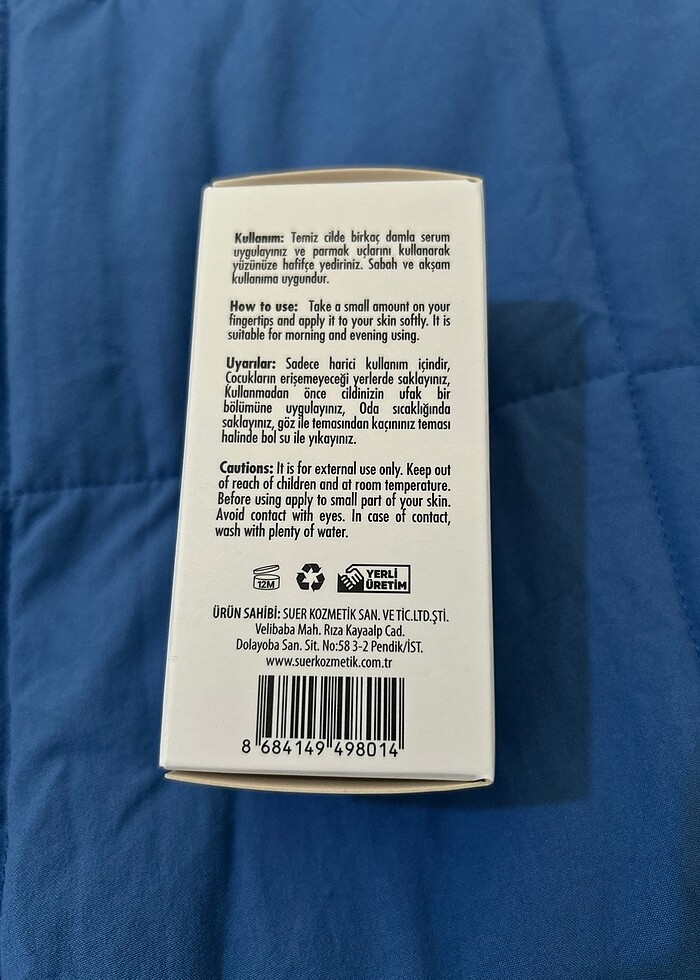 Kullanım: Temiz cilde birkaç damla serum
uygulayınız ve parmak uçlarını kullanarak
yüzünüze hafifçe yediriniz. Sabah ve akşam
kullanıma uygundur.
How to use: Take a small amount on your
fingertips and apply it to your skin softly. It is
suitable for morning and evening using.
Uyarılar: Sadece harici kullanım içindir,
Çocukların erişemeyeceği yerlerde saklayınız,
Kullanmadan önce cildinizin ufak bir
bölümüne uygulayınız, Oda sıcaklığında
saklayınız, göz ile temasından kaçınınız teması
halinde bol su ile yıkayınız.
Cautions: It is for external use only. Keep out
of reach of children and at room temperature.
Before using apply to small part of your skin.
Avoid contact with eyes. In case of contact,
wash with plenty of water.
12M
YERLİ
ÜRETİM
ÜRÜN SAHİBİ: SUER KOZMETİK SAN. VE TİC.LTD.ŞTİ.
Velibaba Mah. Rıza Kayaalp Cad.
Dolayoba San. Sit. No:58 3-2 Pendik/İST.
www.suerkozmetik.com.tr
8 684149 498014